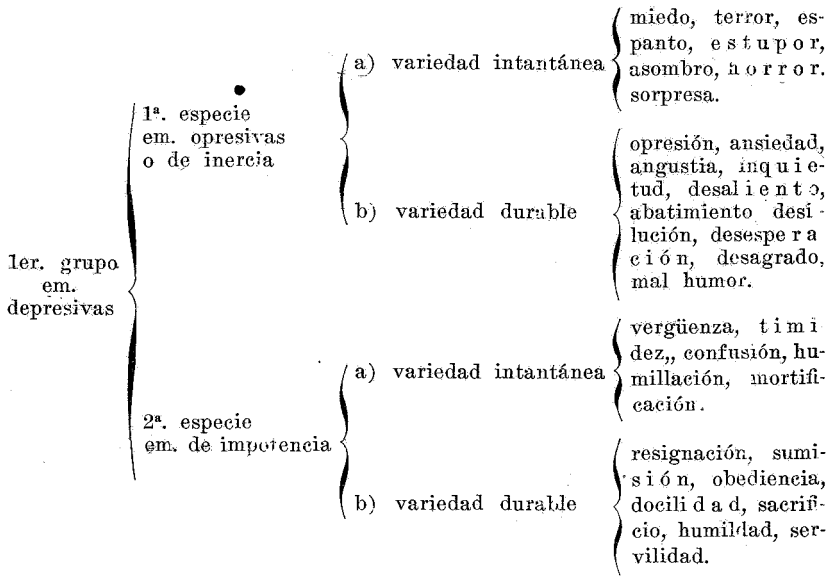 1er. grupo
em.
depresivas
1ª. especie
em. opresivas
o de inercia
a) variedad intantánea
miedo, terror, es-
panto, estupor,
asombro, horror.
sorpresa.
b) variedad durable
opresión, ansiedad,
angustia, inquie-
tud, desaliento,
abatimiento desi-
lución, desespera
ción, desagrado,
mal humor.
2ª. especie
em. de impotencia
a) variedad intantánea
vergüenza, timi
dez,, confusión, hu-
millación, mortifi-
cación.
b) variedad durable
resignación, sumi-
sión, obediencia,
docilidad, sacrifi-
cio, humildad, ser-
vilidad.